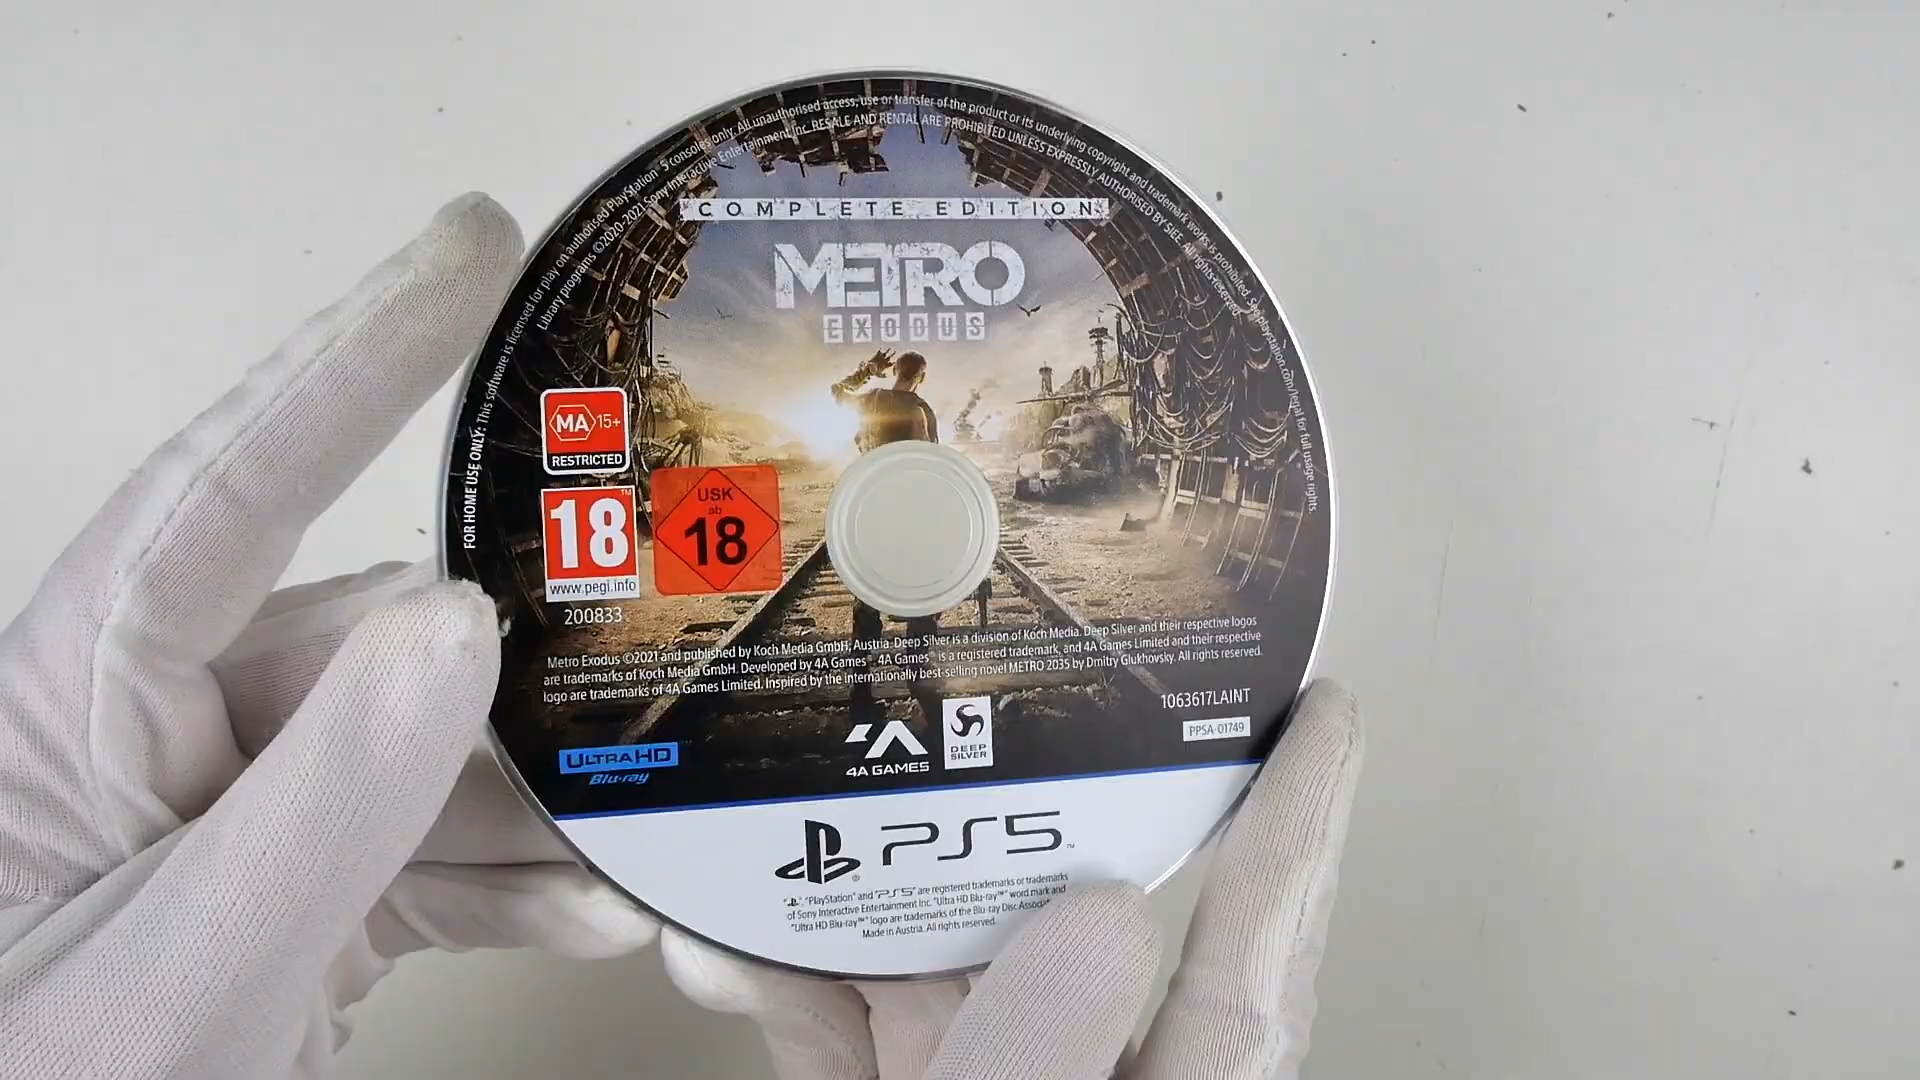 FOR HOME USE ONLY: This software is licensed for play on authorised PlayStation 5 consoles only. All unauthorised access, use or transfer of the product or its underlying copyright and trademark works is prohibited. See playstation.com/legal for full usage rights.
Library programs ©2020-2021 Sony Interactive Entertainment Inc. RESALE AND RENTAL ARE PROHIBITED UNLESS EXPRESSLY AUTHORISED BY SIEE. All rights reserved.
COMPLETE EDITION
METRO
EXODUS
MA 15+
RESTRICTED
18™
www.pegi.info
200833
USK
ab
18
Metro Exodus ©2021 and published by Koch Media GmbH, Austria. Deep Silver is a division of Koch Media. Deep Silver and their respective logos
are trademarks of Koch Media GmbH. Developed by 4A Games. 4A Games is a registered trademark, and 4A Games Limited and their respective
logo are trademarks of 4A Games Limited. Inspired by the internationally best-selling novel METRO 2035 by Dmitry Glukhovsky. All rights reserved.
1063617LAINT
PPSA-01749
ULTRA HD
Blu-ray
4A GAMES
DEEP
SILVER
PS5™
"PlayStation" and "PS5" are registered trademarks or trademarks
of Sony Interactive Entertainment Inc. "Ultra HD Blu-ray™" word mark and
"Ultra HD Blu-ray™" logo are trademarks of the Blu-ray Disc
Made in Austria. All rights reserved.